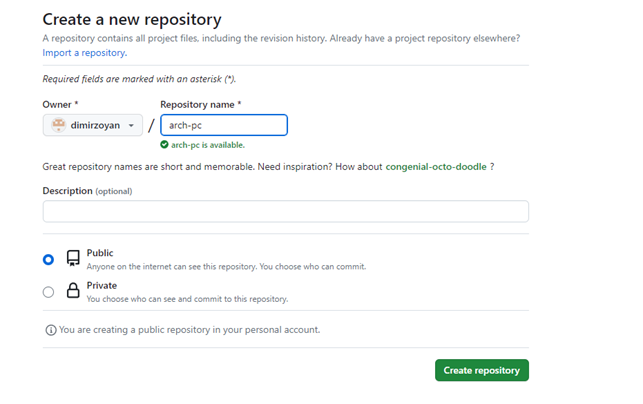 Create a new repository
A repository contains all project files, including the revision history. Already have a project repository elsewhere?
Import a repository.
Required fields are marked with an asterisk (*).
Owner * Repository name *
dimirzoyan / arch-pc
arch-pc is available.
Great repository names are short and memorable. Need inspiration? How about congenial-octo-doodle ?
Description (optional)
Public
Anyone on the internet can see this repository. You choose who can commit.
Private
You choose who can see and commit to this repository.
You are creating a public repository in your personal account.
Create repository